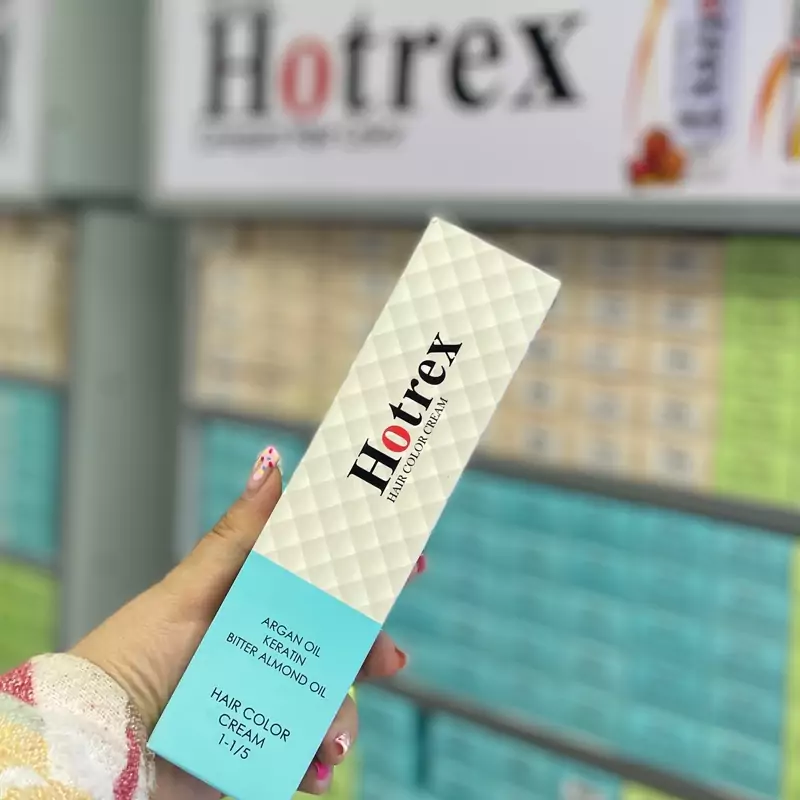 Hotrex
Hotrex
HAIR COLOR CREAM
ARGAN OIL
KERATIN
BITTER ALMOND OIL
HAIR COLOR
CREAM
1-1/5